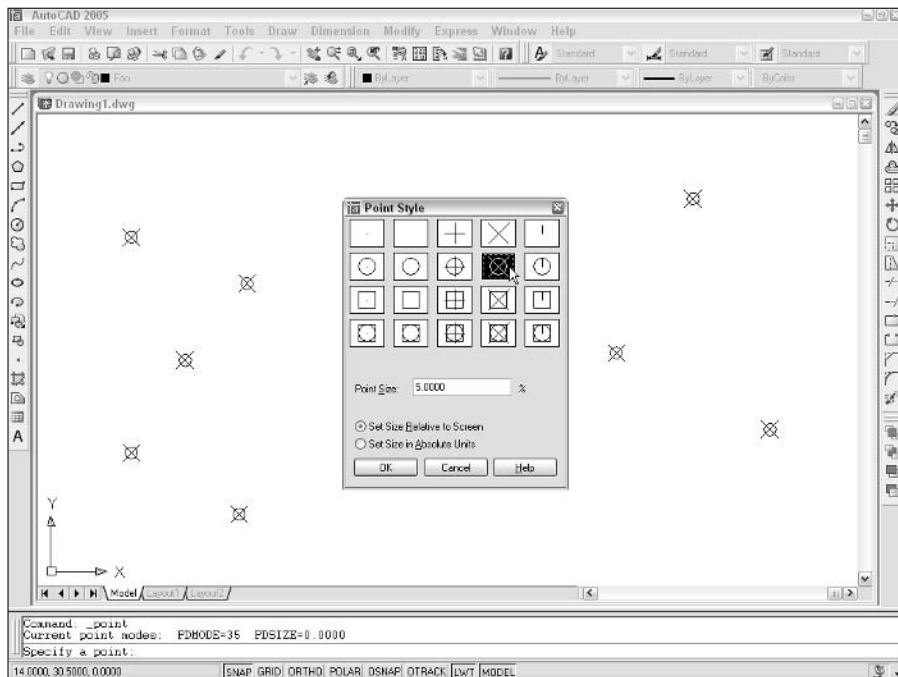 AutoCAD 2005
File Edit View Insert Format Tools Draw Dimension Modify Express Window Help
Standard Standard Standard
Foo ByLayer ByLayer ByLayer ByColor
Drawing1.dwg
Point Style
Point Size: 5.0000 %
Set Size Relative to Screen
Set Size in Absolute Units
OK Cancel Help
Y
X
A
Model Layout1 Layout2
Command: _point
Current point modes: PDMODE=35 PDSIZE=0.0000
Specify a point:
14.0000, 30.5000, 0.0000 SNAP GRID ORTHO POLAR OSNAP OTRACK LWT MODEL